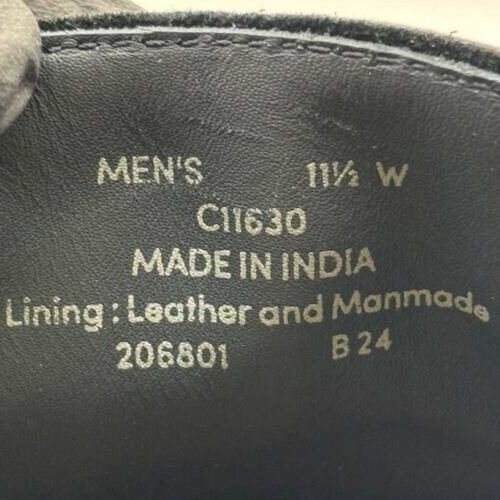 MEN'S 11½ W
C11630
MADE IN INDIA
Lining: Leather and Manmade
206801 B 24